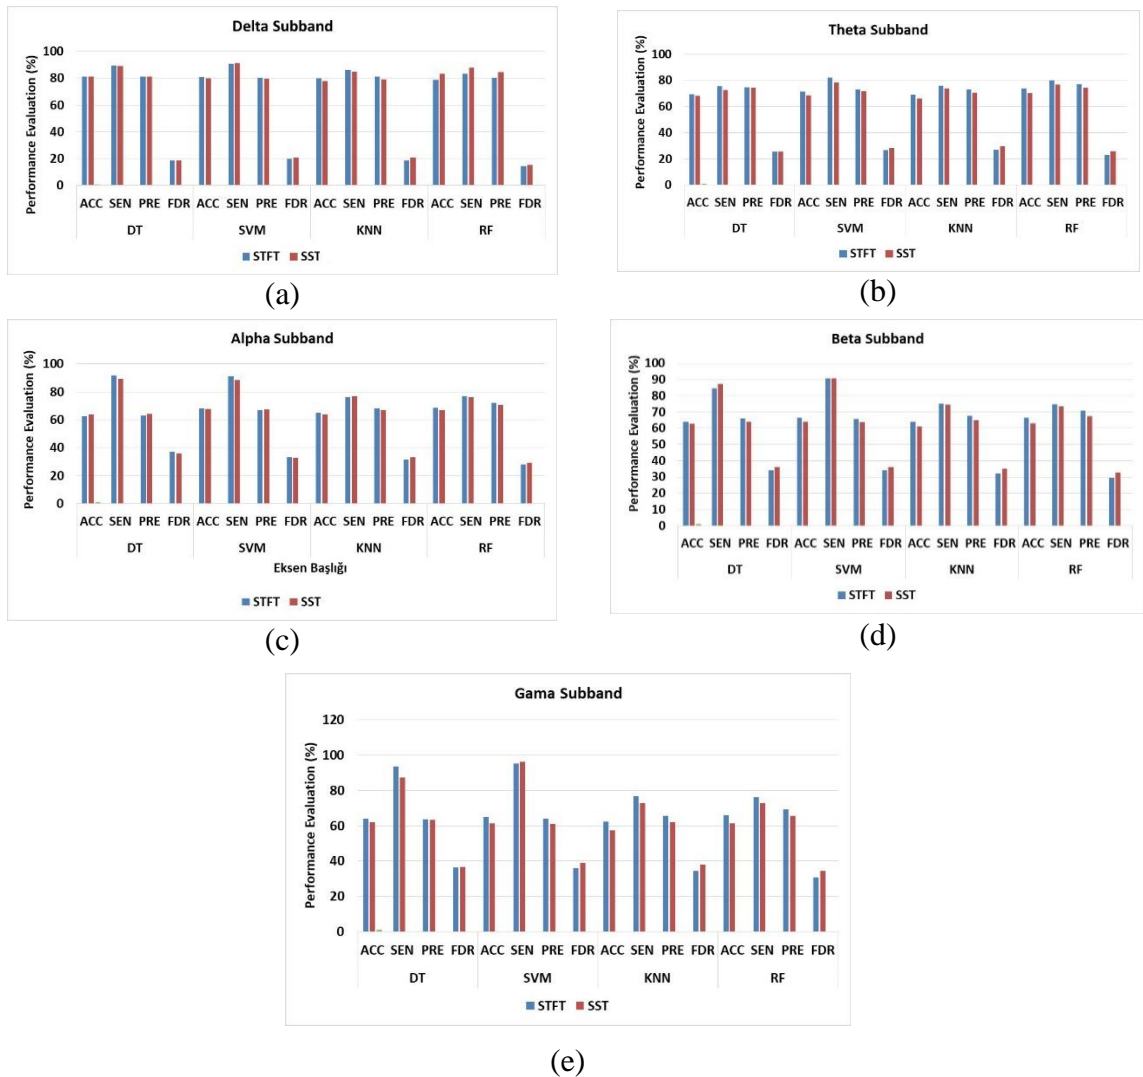 Delta Subband
Performance Evaluation (%)
100
80
60
40
20
0
ACC SEN PRE FDR ACC SEN PRE FDR ACC SEN PRE FDR ACC SEN PRE FDR
DT SVM KNN RF
STFT SST
(a)
Theta Subband
Performance Evaluation (%)
100
80
60
40
20
0
ACC SEN PRE FDR ACC SEN PRE FDR ACC SEN PRE FDR ACC SEN PRE FDR
DT SVM KNN RF
STFT SST
(b)
Alpha Subband
Performance Evaluation (%)
100
80
60
40
20
0
ACC SEN PRE FDR ACC SEN PRE FDR ACC SEN PRE FDR ACC SEN PRE FDR
DT SVM KNN RF
Eksen Başlığı
STFT SST
(c)
Beta Subband
Performance Evaluation (%)
100
90
80
70
60
50
40
30
20
10
0
ACC SEN PRE FDR ACC SEN PRE FDR ACC SEN PRE FDR ACC SEN PRE FDR
DT SVM KNN RF
STFT SST
(d)
Gama Subband
Performance Evaluation (%)
120
100
80
60
40
20
0
ACC SEN PRE FDR ACC SEN PRE FDR ACC SEN PRE FDR ACC SEN PRE FDR
DT SVM KNN RF
STFT SST
(e)